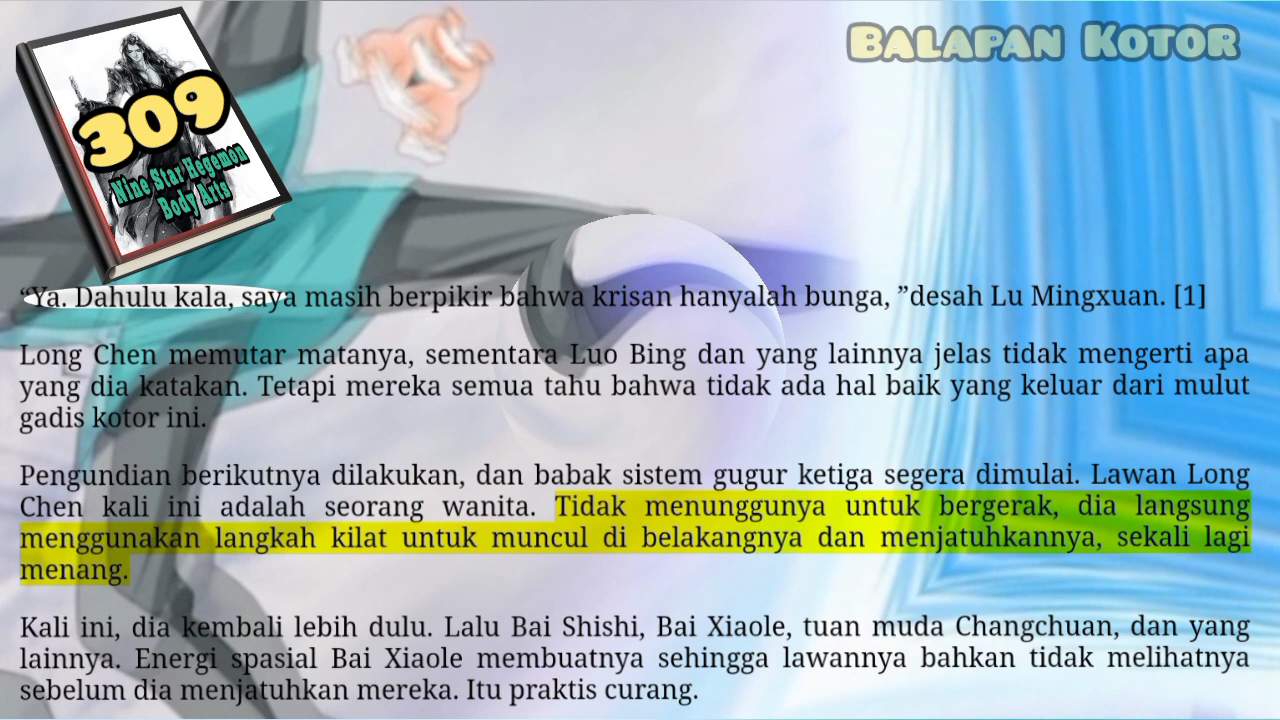 Balapan Kotor
309
Nine Star Hegemon
Body Arts
“Ya. Dahulu kala, saya masih berpikir bahwa krisan hanyalah bunga, ”desah Lu Mingxuan. [1]
Long Chen memutar matanya, sementara Luo Bing dan yang lainnya jelas tidak mengerti apa
yang dia katakan. Tetapi mereka semua tahu bahwa tidak ada hal baik yang keluar dari mulut
gadis kotor ini.
Pengundian berikutnya dilakukan, dan babak sistem gugur ketiga segera dimulai. Lawan Long
Chen kali ini adalah seorang wanita. Tidak menunggunya untuk bergerak, dia langsung
menggunakan langkah kilat untuk muncul di belakangnya dan menjatuhkannya, sekali lagi
menang.
Kali ini, dia kembali lebih dulu. Lalu Bai Shishi, Bai Xiaole, tuan muda Changchuan, dan yang
lainnya. Energi spasial Bai Xiaole membuatnya sehingga lawannya bahkan tidak melihatnya
sebelum dia menjatuhkan mereka. Itu praktis curang.